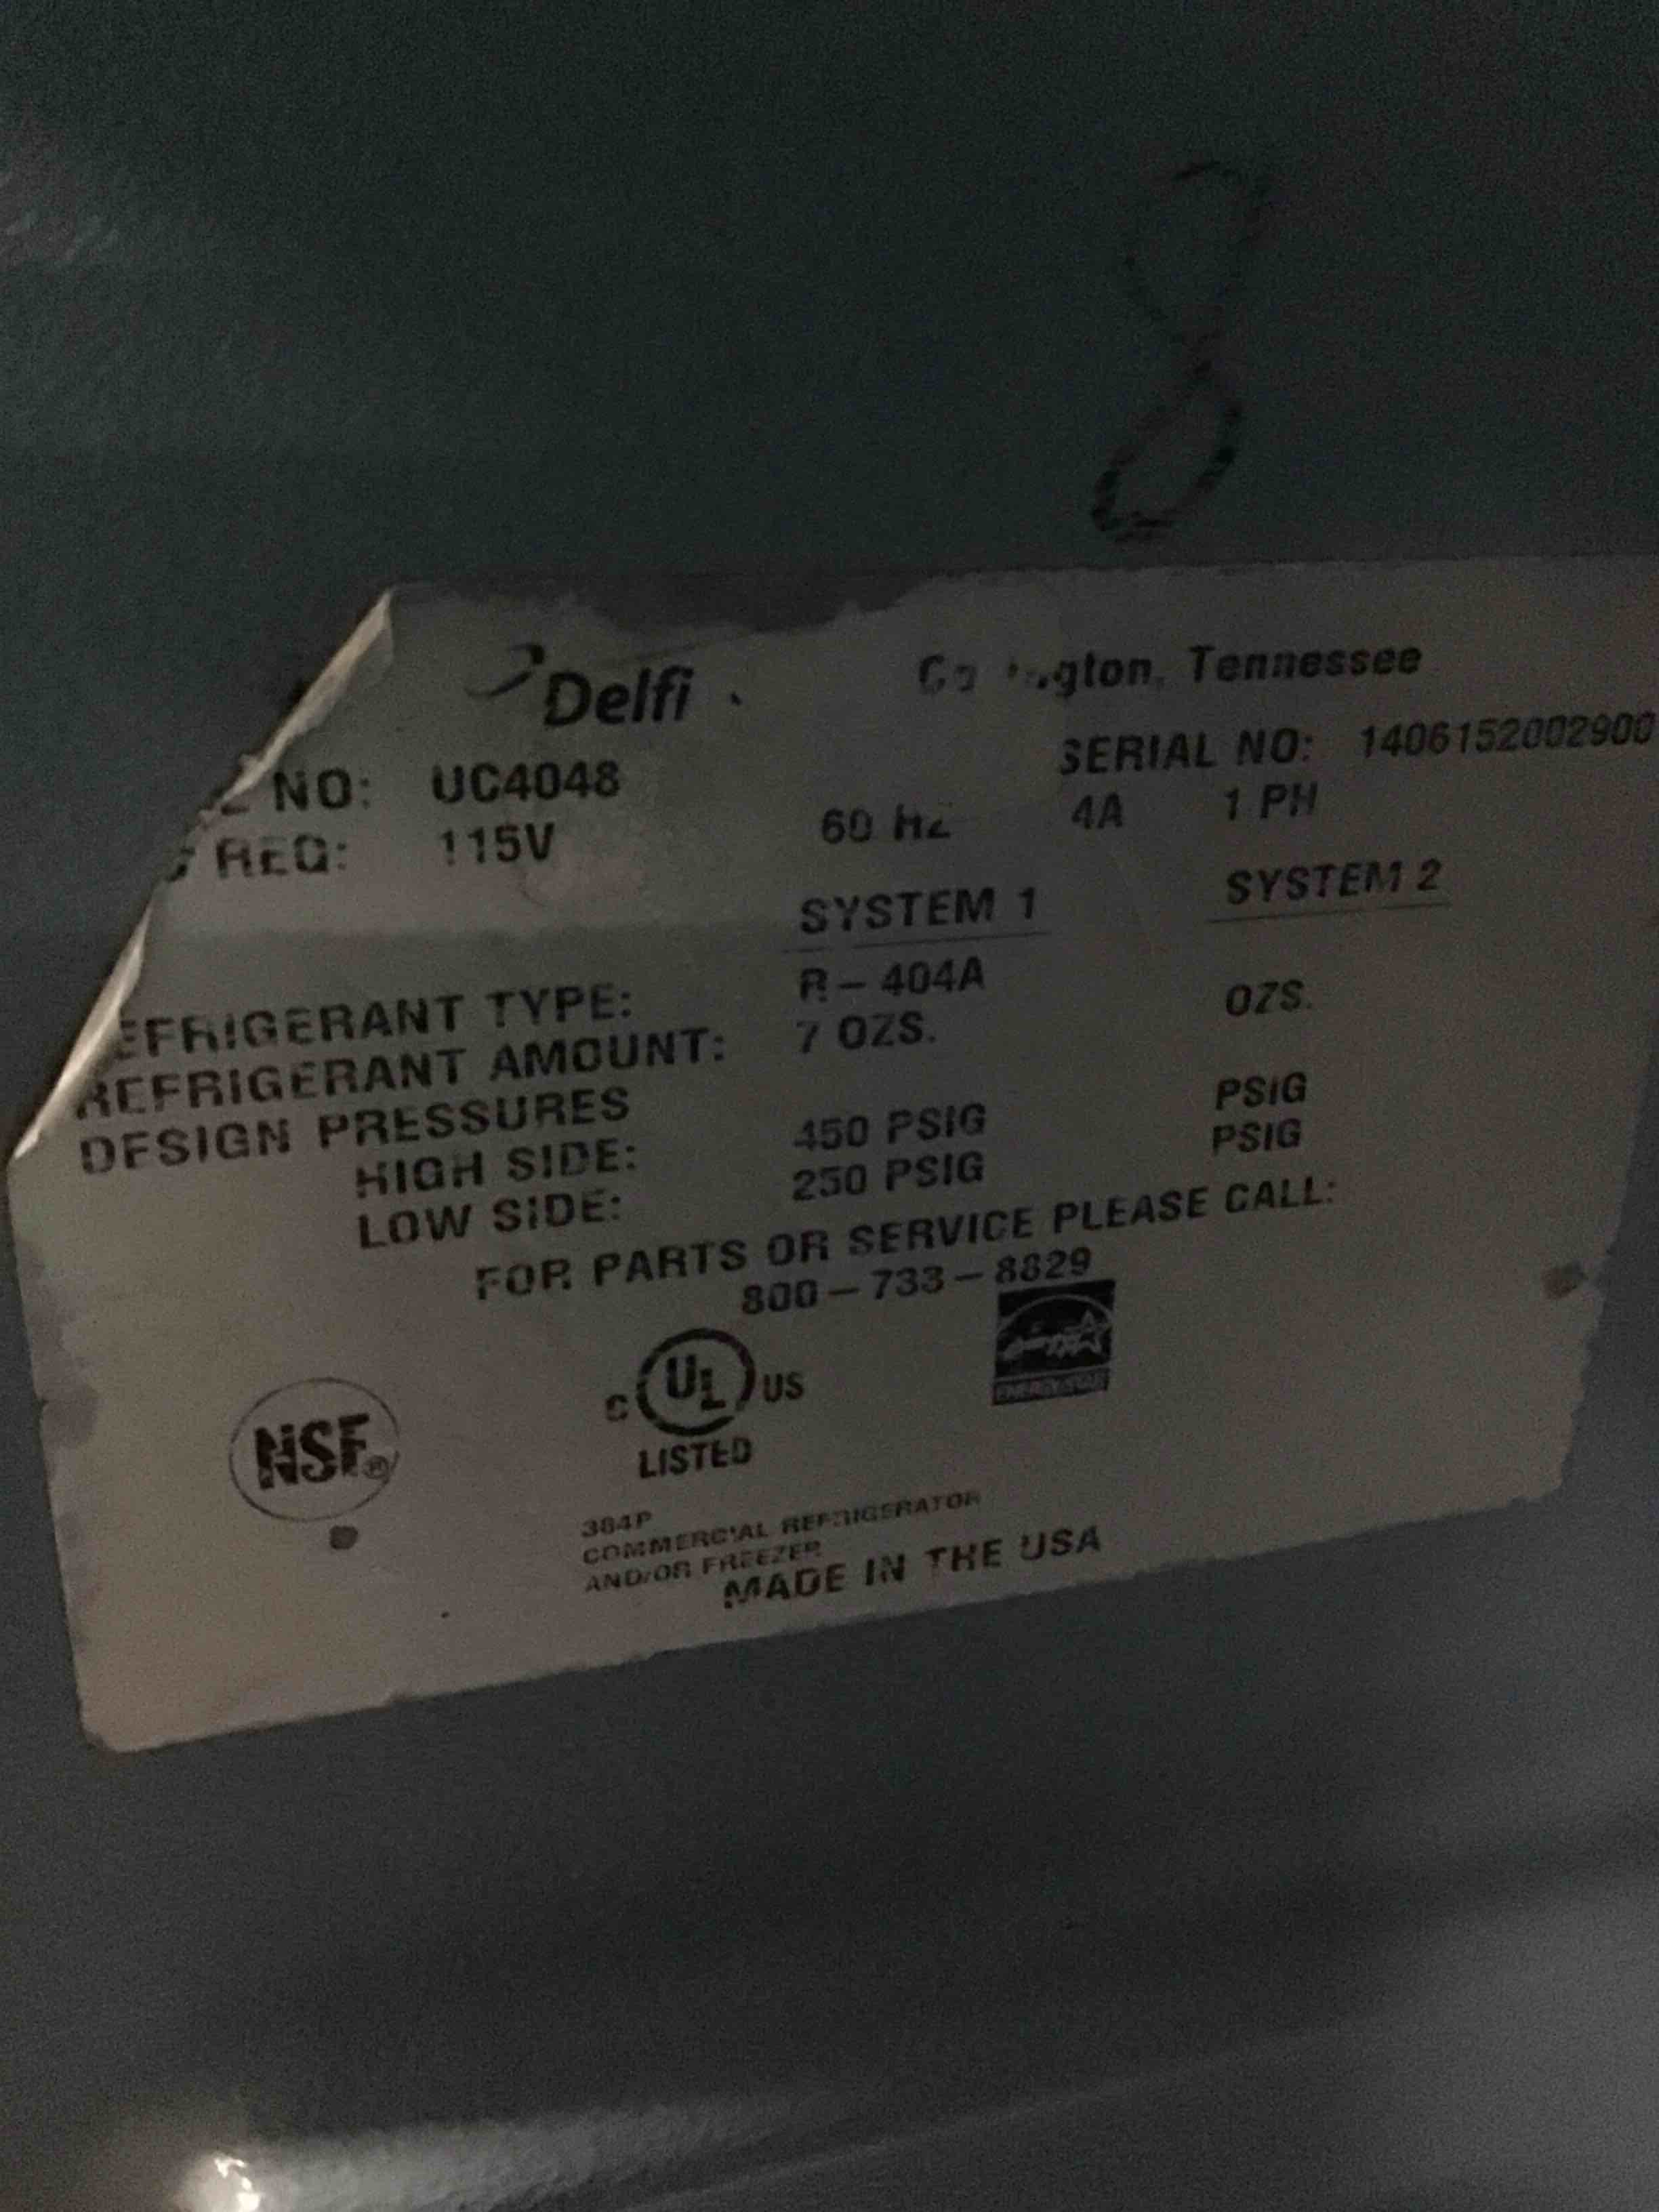 8
Delfi
Tennessee
NO: UC4048
SERIAL NO: 1406152002900
REQ: 115V 60 Hz 4A 1 PH
SYSTEM 1 SYSTEM 2
EFRIGERANT TYPE: R-404A
REFRIGERANT AMOUNT: 7 OZS. OZS.
DESIGN PRESSURES
HIGH SIDE: 450 PSIG PSIG
LOW SIDE: 250 PSIG PSIG
FOR PARTS OR SERVICE PLEASE CALL:
800-733-8829
NSF®
C UL US
LISTED
ENERGY STAR
384P
COMMERCIAL REFRIGERATOR
AND/OR FREEZER
MADE IN THE USA